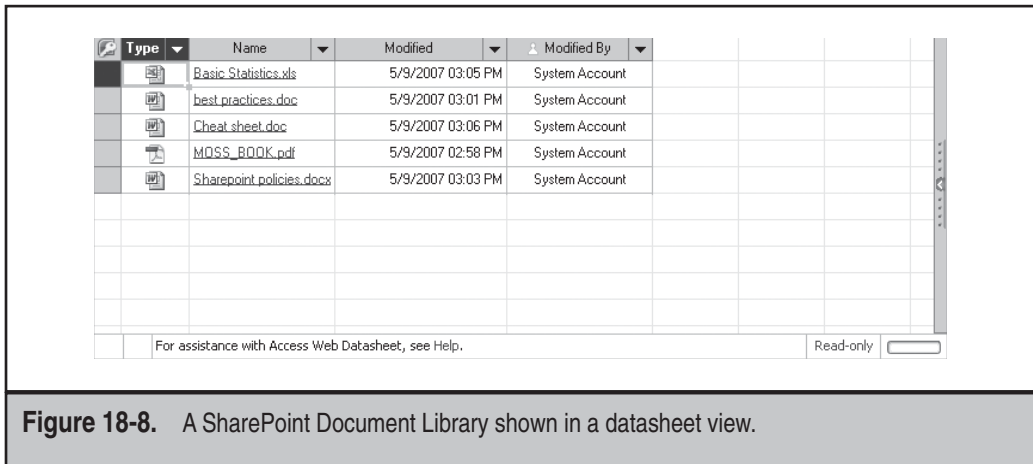 Type Name Modified Modified By
Basic Statistics.xls 5/9/2007 03:05 PM System Account
best practices.doc 5/9/2007 03:01 PM System Account
Cheat sheet.doc 5/9/2007 03:06 PM System Account
MOSS_BOOK.pdf 5/9/2007 02:58 PM System Account
Sharepoint policies.docx 5/9/2007 03:03 PM System Account
For assistance with Access Web Datasheet, see Help. Read-only
Figure 18-8. A SharePoint Document Library shown in a datasheet view.